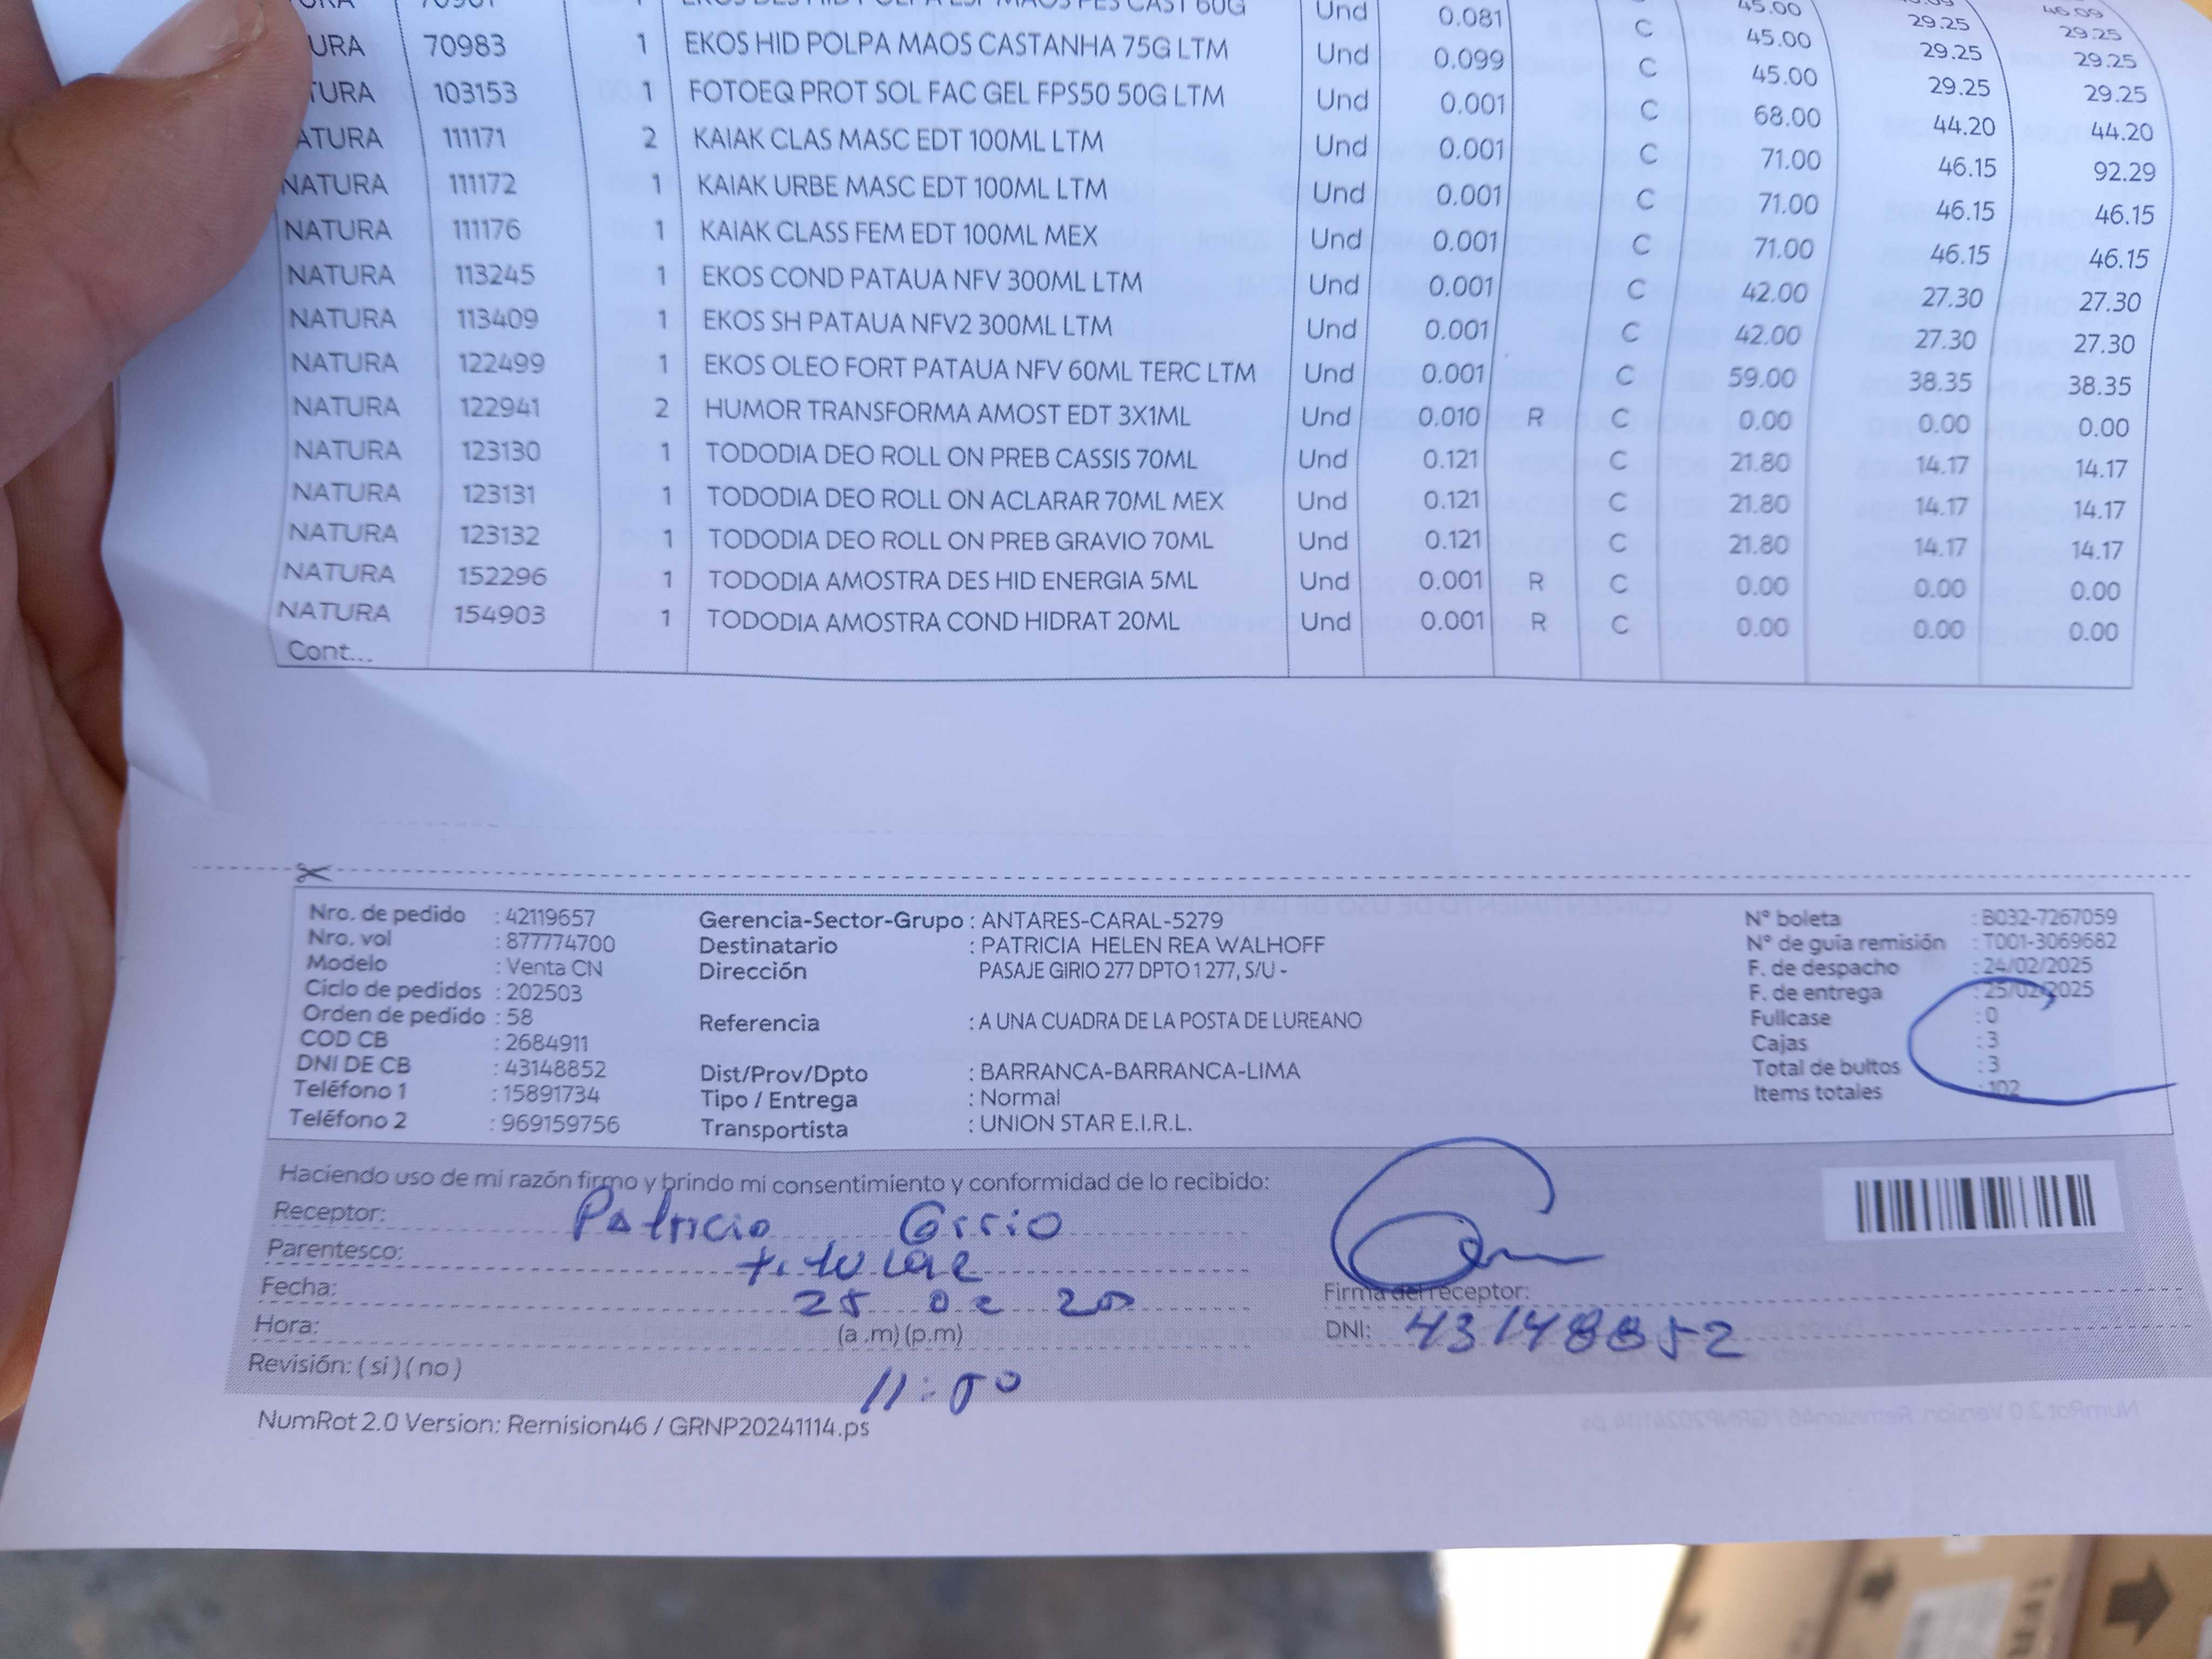 EKOS HID POLPA MAOS CASTANHA 75G LTM
URA 70983 1 EKOS HID POLPA MAOS CASTANHA 75G LTM Und 0.099 C 45.00 29.25 29.25
TURA 103153 1 FOTOEQ PROT SOL FAC GEL FPS50 50G LTM Und 0.001 C 68.00 44.20 44.20
ATURA 111171 2 KAIAK CLAS MASC EDT 100ML LTM Und 0.001 C 71.00 46.15 92.29
NATURA 111172 1 KAIAK URBE MASC EDT 100ML LTM Und 0.001 C 71.00 46.15 46.15
NATURA 111176 1 KAIAK CLASS FEM EDT 100ML MEX Und 0.001 C 71.00 46.15 46.15
NATURA 113245 1 EKOS COND PATAUA NFV 300ML LTM Und 0.001 C 42.00 27.30 27.30
NATURA 113409 1 EKOS SH PATAUA NFV2 300ML LTM Und 0.001 C 42.00 27.30 27.30
NATURA 122499 1 EKOS OLEO FORT PATAUA NFV 60ML TERC LTM Und 0.001 C 59.00 38.35 38.35
NATURA 122941 2 HUMOR TRANSFORMA AMOST EDT 3X1ML Und 0.010 R C 0.00 0.00 0.00
NATURA 123130 1 TODODIA DEO ROLL ON PREB CASSIS 70ML Und 0.121 C 21.80 14.17 14.17
NATURA 123131 1 TODODIA DEO ROLL ON ACLARAR 70ML MEX Und 0.121 C 21.80 14.17 14.17
NATURA 123132 1 TODODIA DEO ROLL ON PREB GRAVIO 70ML Und 0.121 C 21.80 14.17 14.17
NATURA 152296 1 TODODIA AMOSTRA DES HID ENERGIA 5ML Und 0.001 R C 0.00 0.00 0.00
NATURA 154903 1 TODODIA AMOSTRA COND HIDRAT 20ML Und 0.001 R C 0.00 0.00 0.00
Cont...
Nro. de pedido : 42119657
Nro. vol : 877774700
Modelo : Venta CN
Ciclo de pedidos : 202503
Orden de pedido : 58
COD CB : 2684911
DNI DE CB : 43148852
Teléfono 1 : 15891734
Teléfono 2 : 969159756
Gerencia-Sector-Grupo : ANTARES-CARAL-5279
Destinatario : PATRICIA HELEN REA WALHOFF
Dirección PASAJE GIRIO 277 DPTO 1 277, S/U -
Referencia : A UNA CUADRA DE LA POSTA DE LUREANO
Dist/Prov/Dpto : BARRANCA-BARRANCA-LIMA
Tipo / Entrega : Normal
Transportista : UNION STAR E.I.R.L.
N° boleta : B032-7267059
N° de guía remisión : T001-3069682
F. de despacho : 24/02/2025
F. de entrega : 25/02/2025
Fullcase : 0
Cajas : 3
Total de bultos : 3
Items totales : 102
Haciendo uso de mi razón firmo y brindo mi consentimiento y conformidad de lo recibido:
Receptor: Patricia
Parentesco: titular
Fecha: 25 02
Hora: (a .m) (p.m)
Revisión: ( si ) ( no )
11:50
Firma del receptor:
DNI: 43148852
NumRot 2.0 Version: Remision46 / GRNP20241114.ps